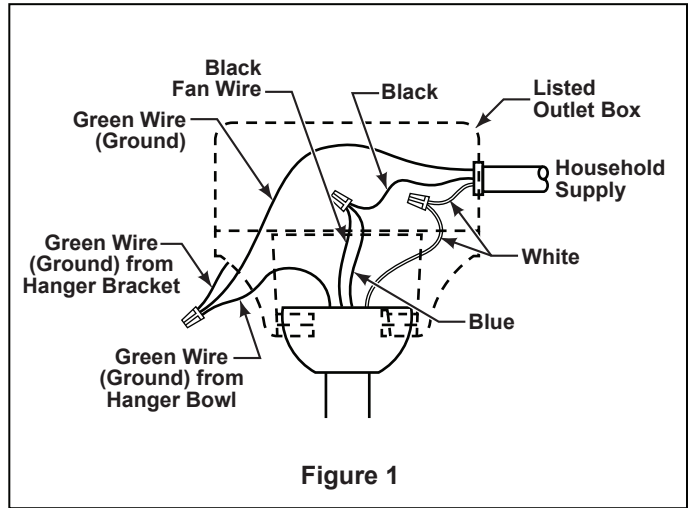 Black
Fan Wire
Black
Listed
Outlet Box
Green Wire
(Ground)
Household
Supply
Green Wire
(Ground) from
Hanger Bracket
White
Blue
Green Wire
(Ground) from
Hanger Bowl
Figure 1